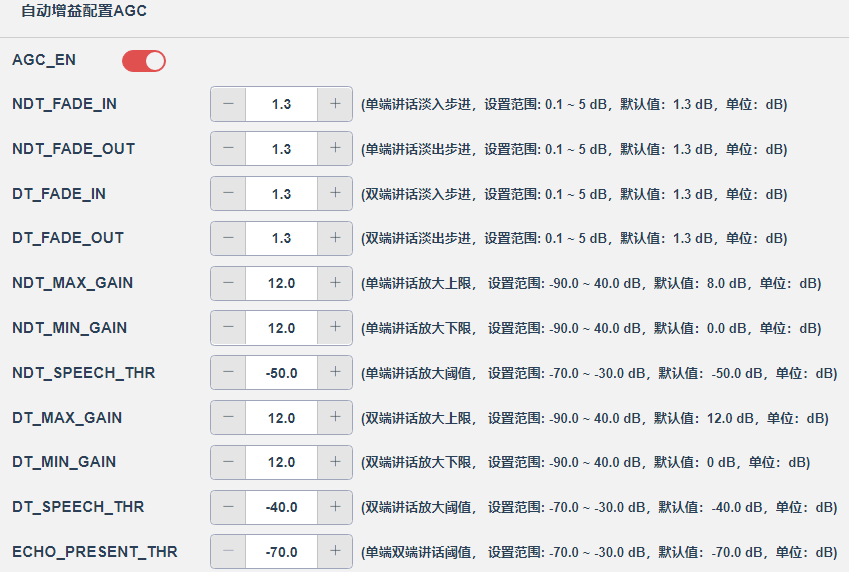 自动增益配置AGC
AGC_EN
NDT_FADE_IN − 1.3 + (单端讲话淡入步进，设置范围: 0.1 ~ 5 dB，默认值：1.3 dB，单位：dB)
NDT_FADE_OUT − 1.3 + (单端讲话淡出步进，设置范围: 0.1 ~ 5 dB，默认值：1.3 dB，单位：dB)
DT_FADE_IN − 1.3 + (双端讲话淡入步进，设置范围: 0.1 ~ 5 dB，默认值：1.3 dB，单位：dB)
DT_FADE_OUT − 1.3 + (双端讲话淡出步进，设置范围: 0.1 ~ 5 dB，默认值：1.3 dB，单位：dB)
NDT_MAX_GAIN − 12.0 + (单端讲话放大上限， 设置范围: -90.0 ~ 40.0 dB，默认值：8.0 dB，单位：dB)
NDT_MIN_GAIN − 12.0 + (单端讲话放大下限， 设置范围: -90.0 ~ 40.0 dB，默认值：0.0 dB，单位：dB)
NDT_SPEECH_THR − -50.0 + (单端讲话放大阈值， 设置范围: -70.0 ~ -30.0 dB，默认值：-50.0 dB，单位：dB)
DT_MAX_GAIN − 12.0 + (双端讲话放大上限， 设置范围: -90.0 ~ 40.0 dB，默认值：12.0 dB，单位：dB)
DT_MIN_GAIN − 12.0 + (双端讲话放大下限， 设置范围: -90.0 ~ 40.0 dB，默认值：0 dB，单位：dB)
DT_SPEECH_THR − -40.0 + (双端讲话放大阈值， 设置范围: -70.0 ~ -30.0 dB，默认值：-40.0 dB，单位：dB)
ECHO_PRESENT_THR − -70.0 + (单端双端讲话阈值， 设置范围: -70.0 ~ -30.0 dB，默认值：-70.0 dB，单位：dB)